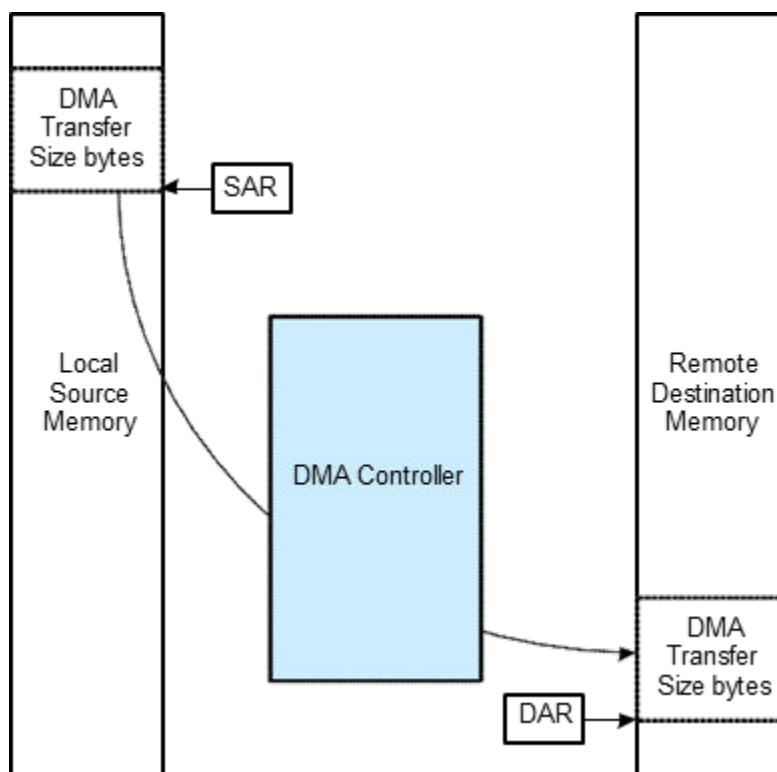 DMA
Transfer
Size bytes
SAR
Local
Source
Memory
DMA Controller
Remote
Destination
Memory
DMA
Transfer
Size bytes
DAR